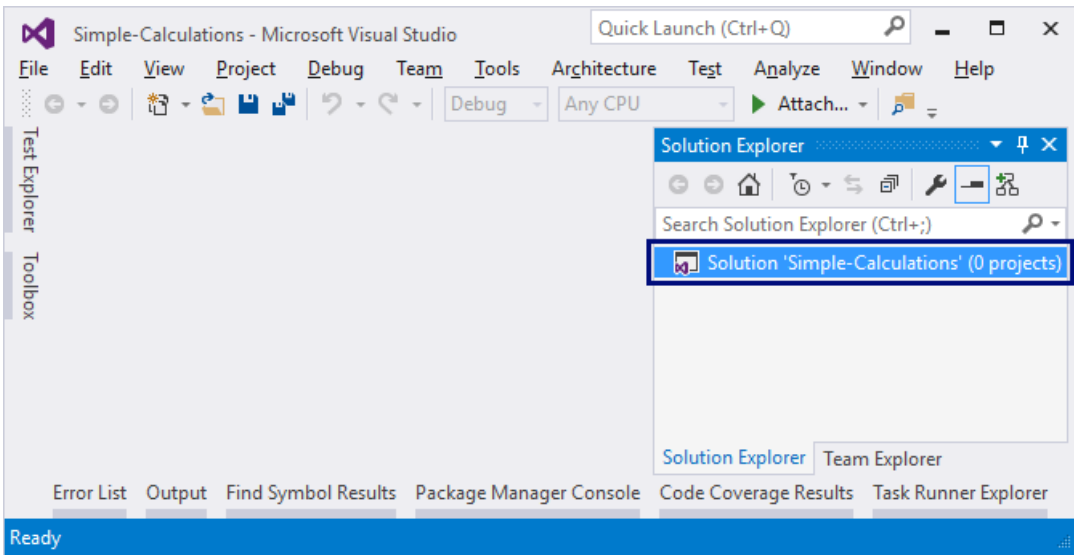 Simple-Calculations - Microsoft Visual Studio
Quick Launch (Ctrl+Q)
File Edit View Project Debug Team Tools Architecture Test Analyze Window Help
Debug Any CPU Attach...
Test Explorer
Toolbox
Solution Explorer
Search Solution Explorer (Ctrl+;)
Solution 'Simple-Calculations' (0 projects)
Solution Explorer Team Explorer
Error List Output Find Symbol Results Package Manager Console Code Coverage Results Task Runner Explorer
Ready